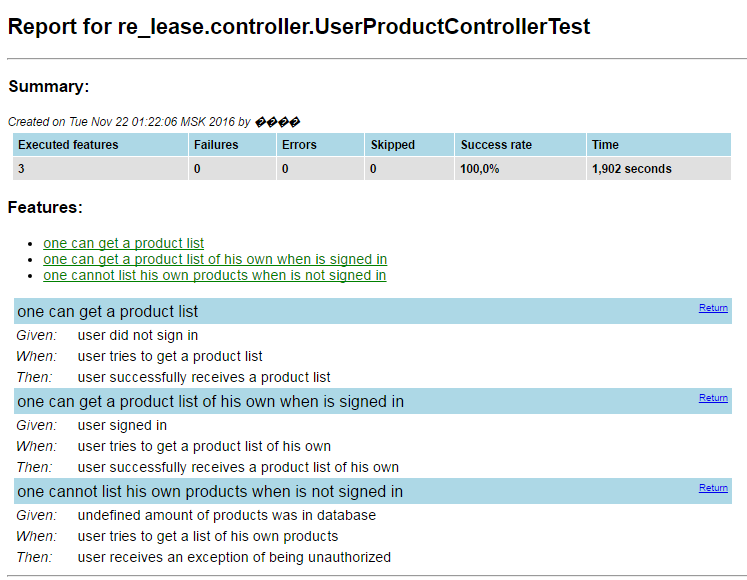 Report for re_lease.controller.UserProductControllerTest
Summary:
Created on Tue Nov 22 01:22:06 MSK 2016 by ����
Executed features Failures Errors Skipped Success rate Time
3 0 0 0 100,0% 1,902 seconds
Features:
• one can get a product list
• one can get a product list of his own when is signed in
• one cannot list his own products when is not signed in
one can get a product list Return
Given: user did not sign in
When: user tries to get a product list
Then: user successfully receives a product list
one can get a product list of his own when is signed in Return
Given: user signed in
When: user tries to get a product list of his own
Then: user successfully receives a product list of his own
one cannot list his own products when is not signed in Return
Given: undefined amount of products was in database
When: user tries to get a list of his own products
Then: user receives an exception of being unauthorized